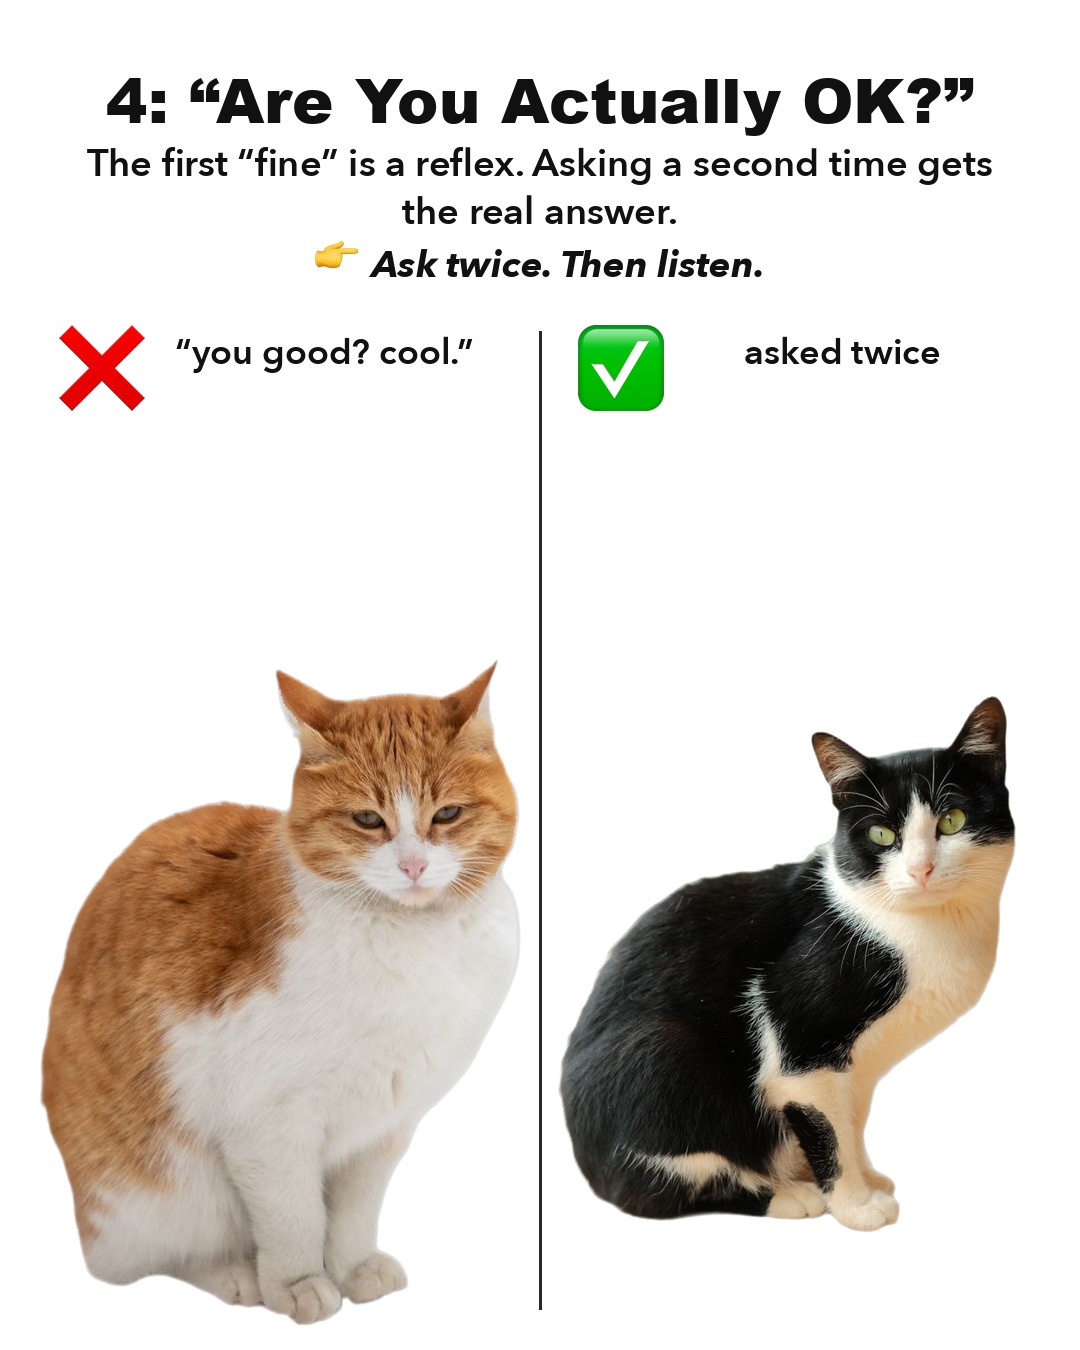 4: “Are You Actually OK?”
The first “fine” is a reflex. Asking a second time gets
the real answer.
👉 Ask twice. Then listen.
❌ “you good? cool.”
✅ asked twice